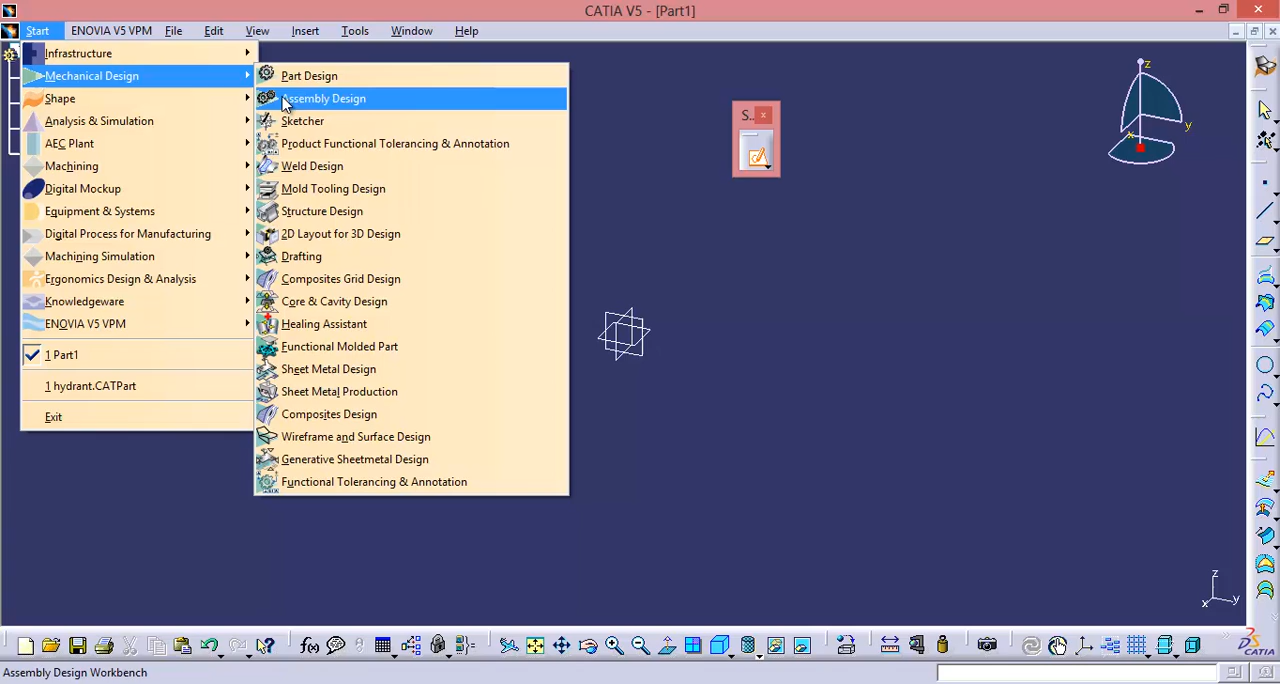 CATIA V5 - [Part1]
Start ENOVIA V5 VPM File Edit View Insert Tools Window Help
Infrastructure
Mechanical Design
Shape
Analysis & Simulation
AEC Plant
Machining
Digital Mockup
Equipment & Systems
Digital Process for Manufacturing
Machining Simulation
Ergonomics Design & Analysis
Knowledgeware
ENOVIA V5 VPM
1 Part1
1 hydrant.CATPart
Exit
Part Design
Assembly Design
Sketcher
Product Functional Tolerancing & Annotation
Weld Design
Mold Tooling Design
Structure Design
2D Layout for 3D Design
Drafting
Composites Grid Design
Core & Cavity Design
Healing Assistant
Functional Molded Part
Sheet Metal Design
Sheet Metal Production
Composites Design
Wireframe and Surface Design
Generative Sheetmetal Design
Functional Tolerancing & Annotation
S..
z
y
x
z
y
x
f(x)
CATIA
Assembly Design Workbench